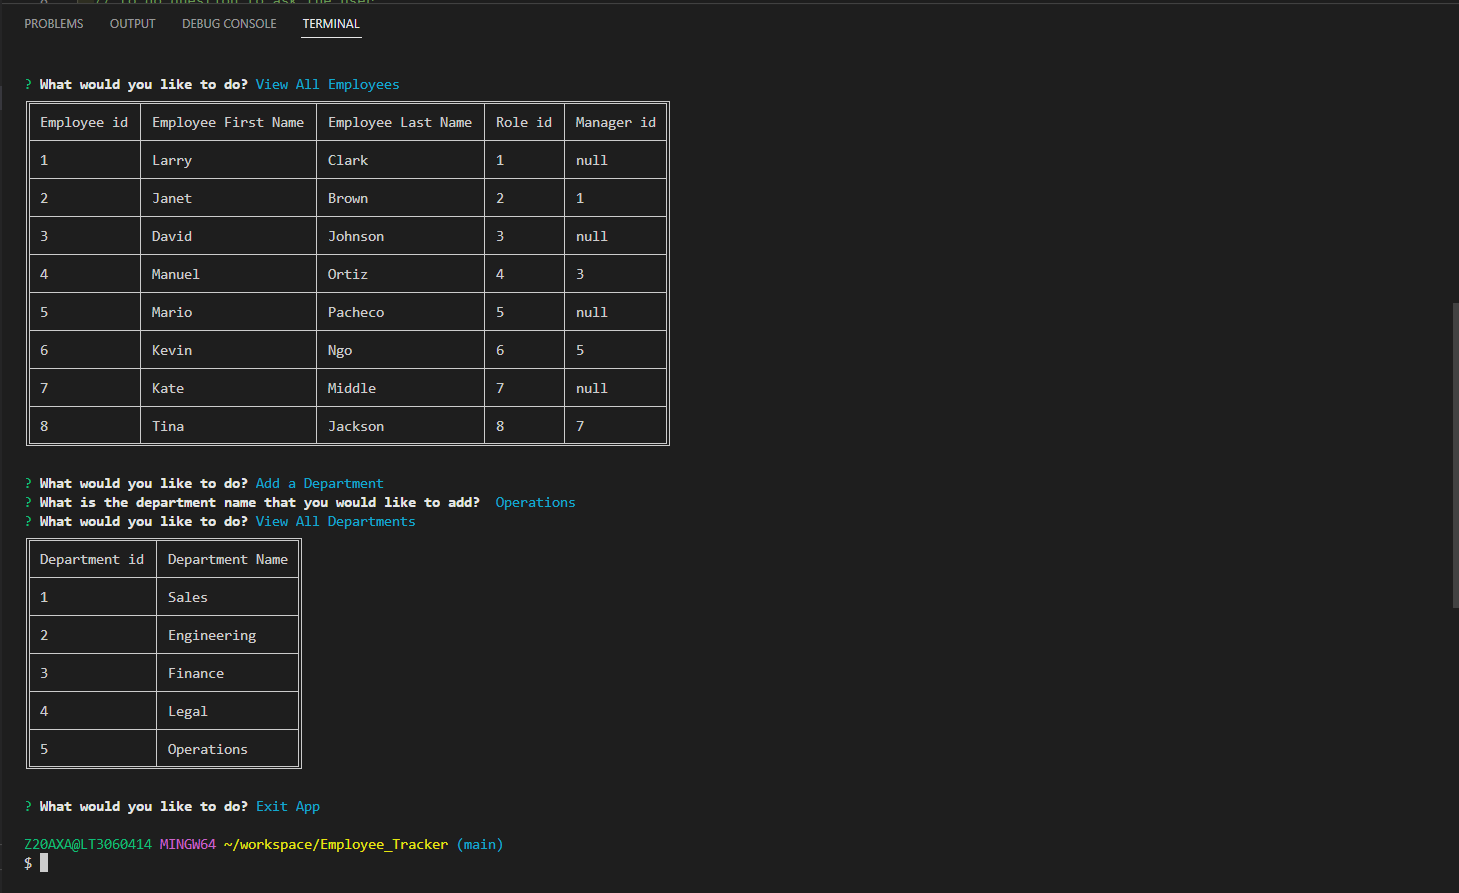 PROBLEMS OUTPUT DEBUG CONSOLE TERMINAL
? What would you like to do? View All Employees
Employee id Employee First Name Employee Last Name Role id Manager id
1 Larry Clark 1 null
2 Janet Brown 2 1
3 David Johnson 3 null
4 Manuel Ortiz 4 3
5 Mario Pacheco 5 null
6 Kevin Ngo 6 5
7 Kate Middle 7 null
8 Tina Jackson 8 7
? What would you like to do? Add a Department
? What is the department name that you would like to add? Operations
? What would you like to do? View All Departments
Department id Department Name
1 Sales
2 Engineering
3 Finance
4 Legal
5 Operations
? What would you like to do? Exit App
Z20AXA@LT3060414 MINGW64 ~/workspace/Employee_Tracker (main)
$